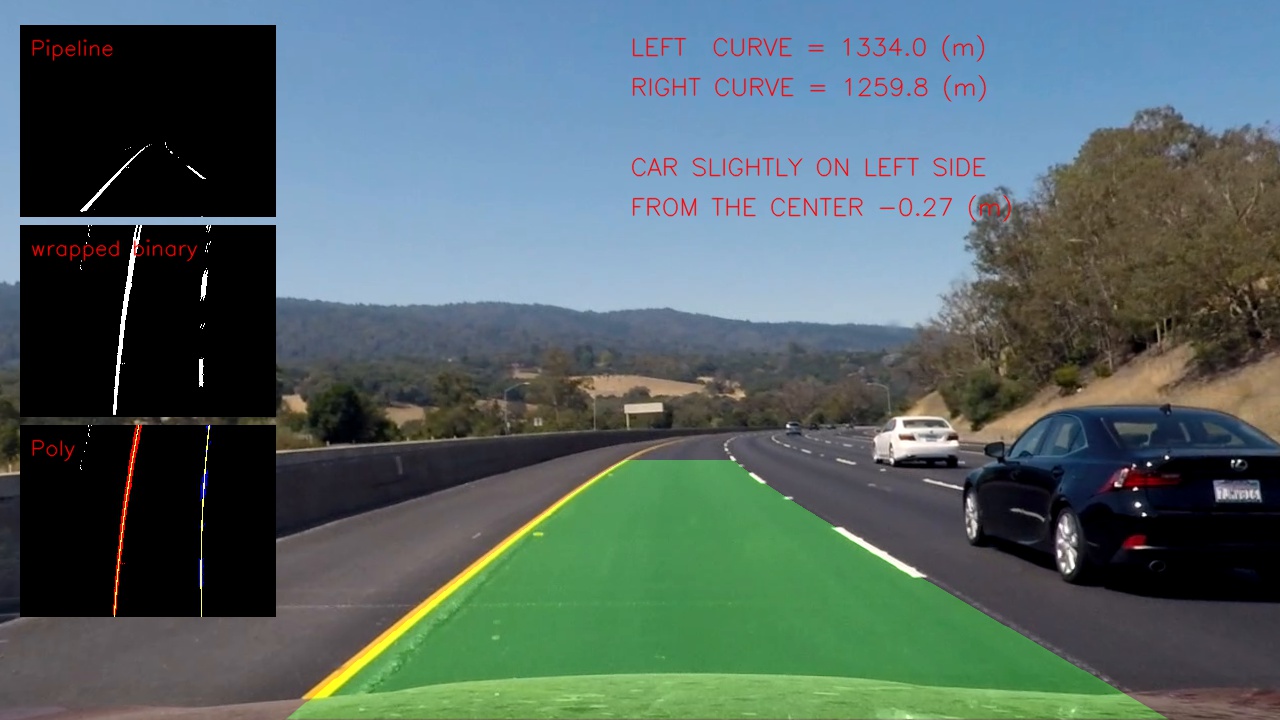 Pipeline
wrapped binary
Poly
LEFT CURVE = 1334.0 (m)
RIGHT CURVE = 1259.8 (m)
CAR SLIGHTLY ON LEFT SIDE
FROM THE CENTER -0.27 (m)